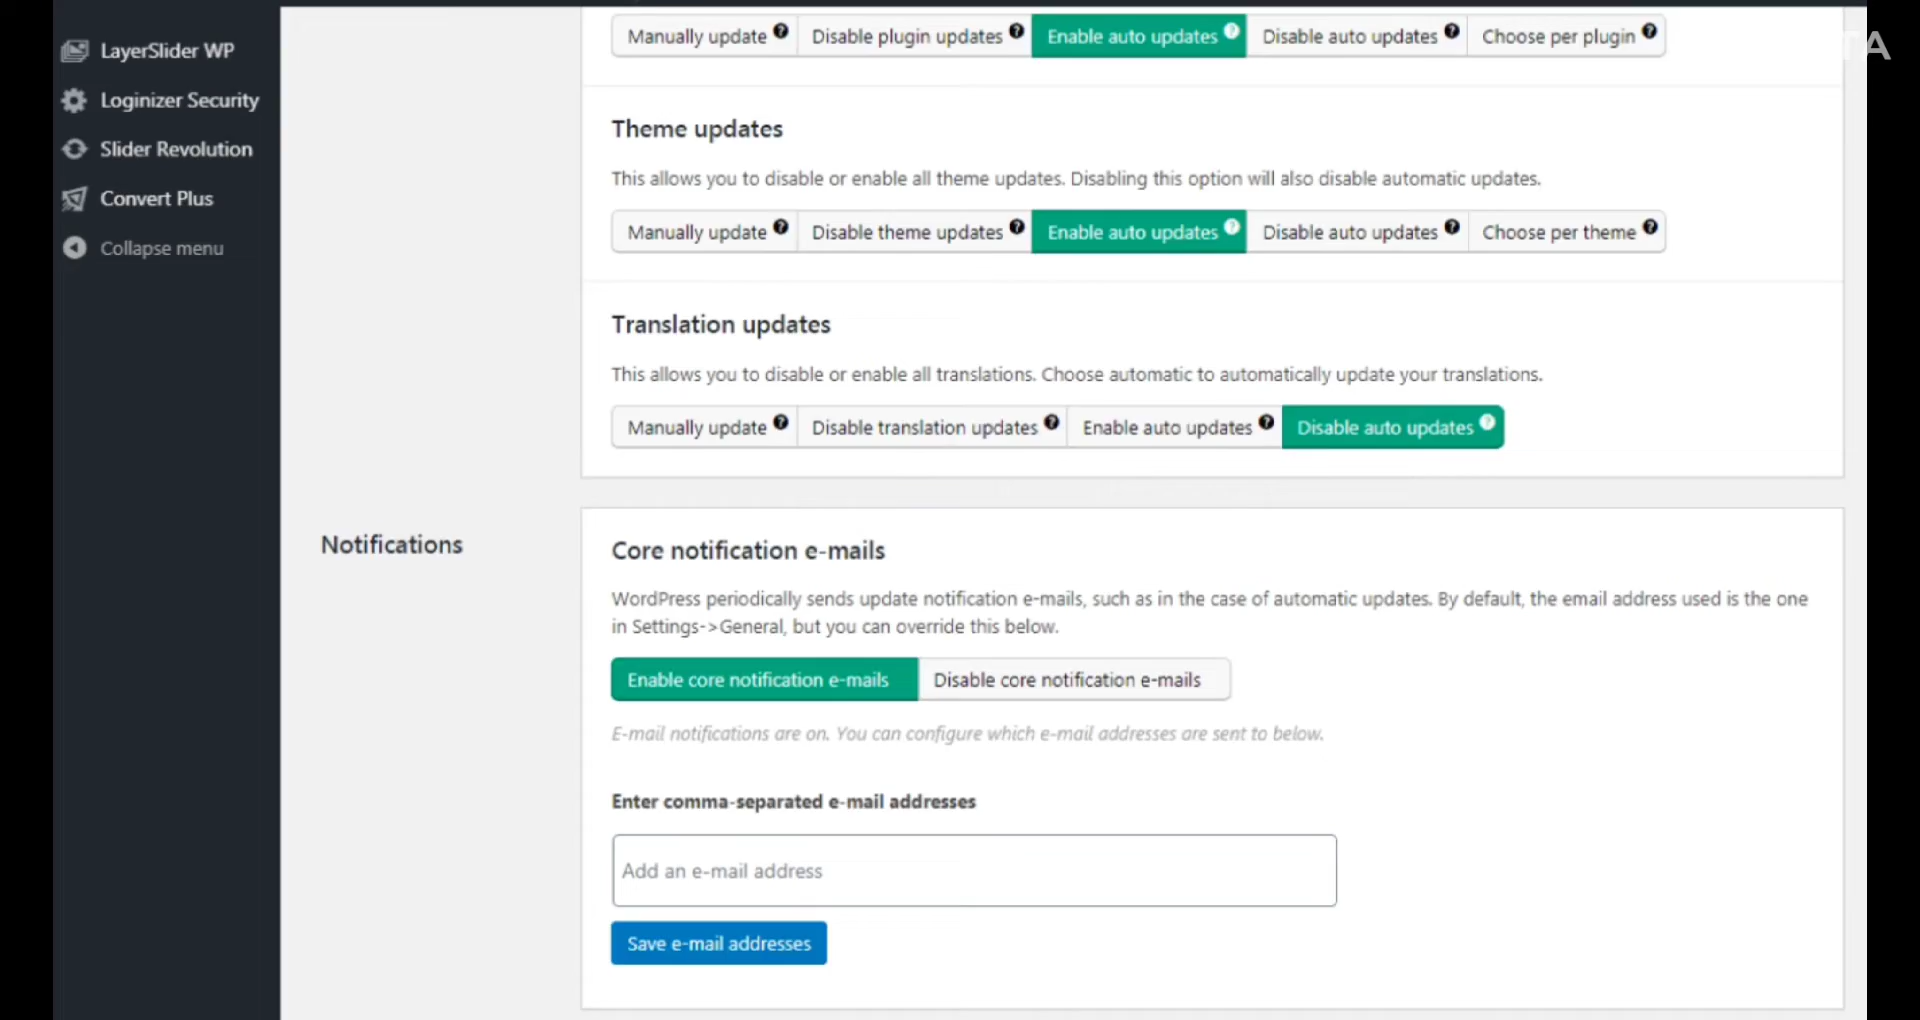 LayerSlider WP
Loginizer Security
Slider Revolution
Convert Plus
Collapse menu
Manually update ? Disable plugin updates ? Enable auto updates ? Disable auto updates ? Choose per plugin ?
TA
Theme updates
This allows you to disable or enable all theme updates. Disabling this option will also disable automatic updates.
Manually update ? Disable theme updates ? Enable auto updates ? Disable auto updates ? Choose per theme ?
Translation updates
This allows you to disable or enable all translations. Choose automatic to automatically update your translations.
Manually update ? Disable translation updates ? Enable auto updates ? Disable auto updates ?
Notifications
Core notification e-mails
WordPress periodically sends update notification e-mails, such as in the case of automatic updates. By default, the email address used is the one
in Settings->General, but you can override this below.
Enable core notification e-mails Disable core notification e-mails
E-mail notifications are on. You can configure which e-mail addresses are sent to below.
Enter comma-separated e-mail addresses
Add an e-mail address
Save e-mail addresses